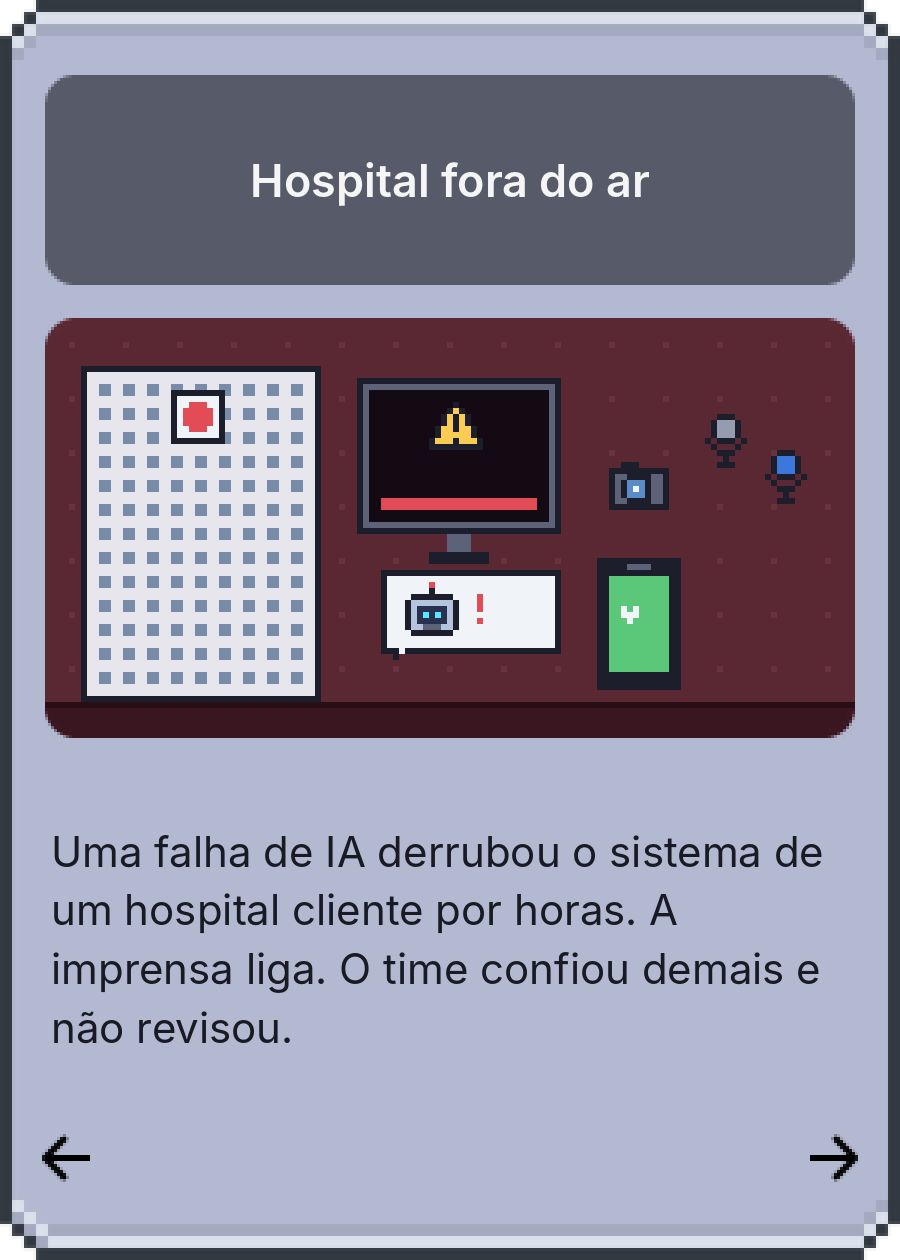 Hospital fora do ar
Uma falha de IA derrubou o sistema de
um hospital cliente por horas. A
imprensa liga. O time confiou demais e
não revisou.